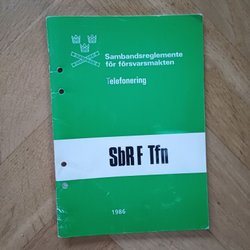 Sambandsreglemente
för försvarsmakten
Telefonering
SbR F Tfn
1986